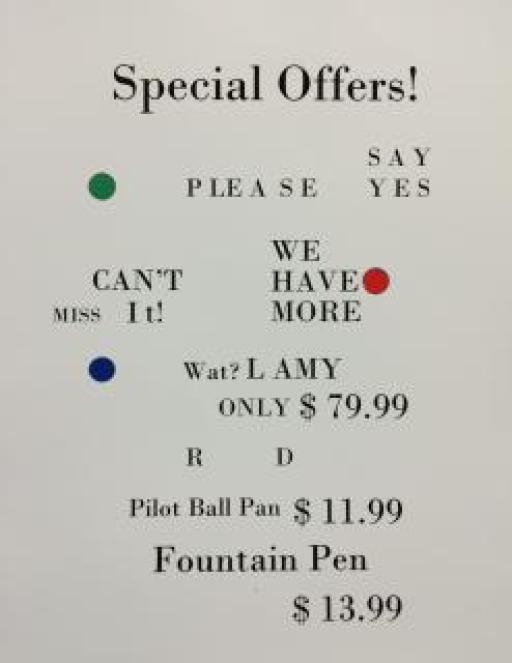 Special Offers!
SAY
PLEASE YES
WE
CAN'T HAVE
MISS It! MORE
Wat? LAMY
ONLY $ 79.99
R D
Pilot Ball Pan $ 11.99
Fountain Pen
$ 13.99